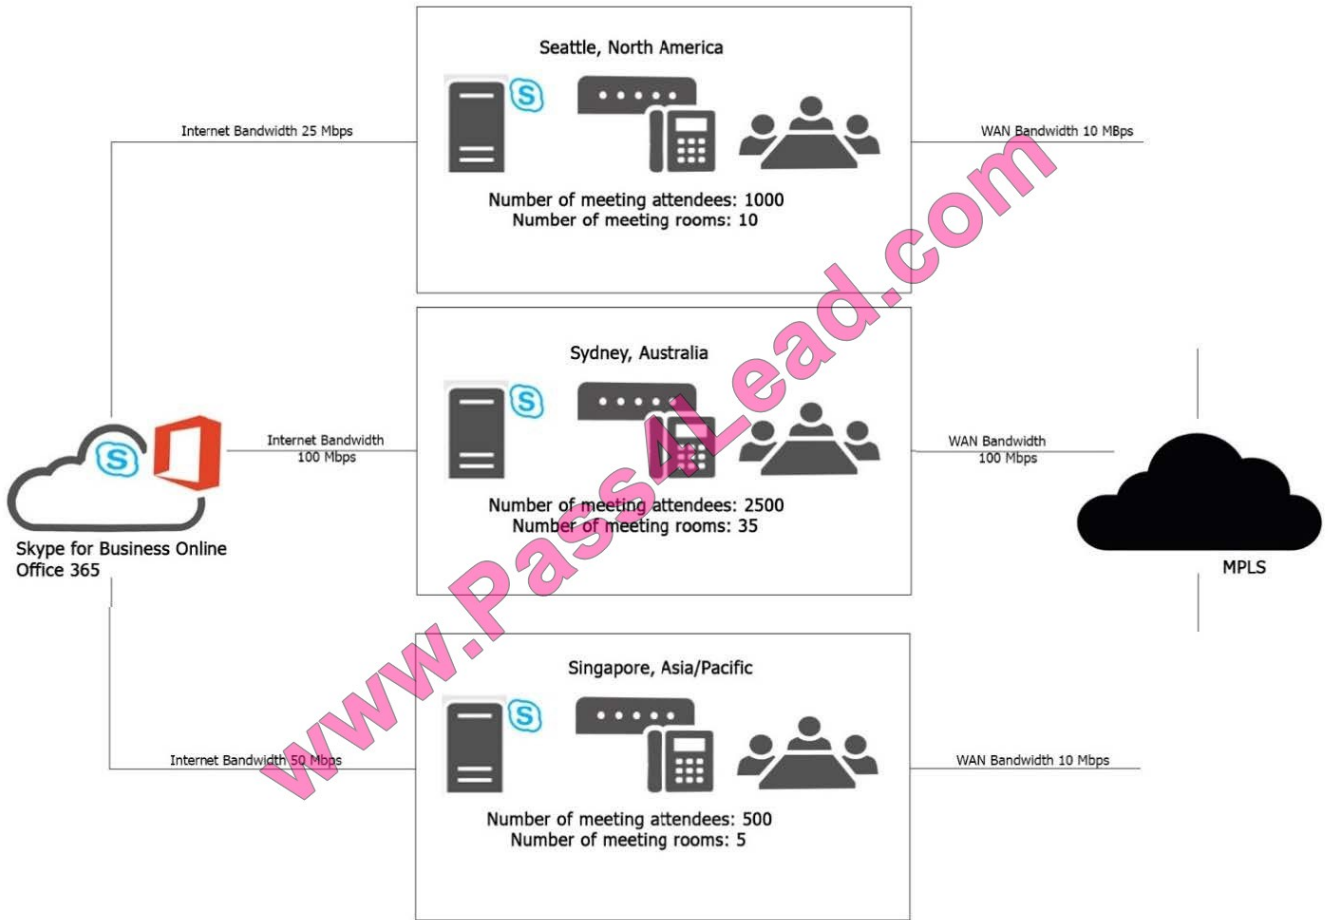 Seattle, North America
Internet Bandwidth 25 Mbps
WAN Bandwidth 10 MBps
Number of meeting attendees: 1000
Number of meeting rooms: 10
Sydney, Australia
Internet Bandwidth
100 Mbps
WAN Bandwidth
100 Mbps
Number of meeting attendees: 2500
Number of meeting rooms: 35
Skype for Business Online
Office 365
MPLS
Singapore, Asia/Pacific
Internet Bandwidth 50 Mbps
WAN Bandwidth 10 Mbps
Number of meeting attendees: 500
Number of meeting rooms: 5
www.Pass4Lead.com